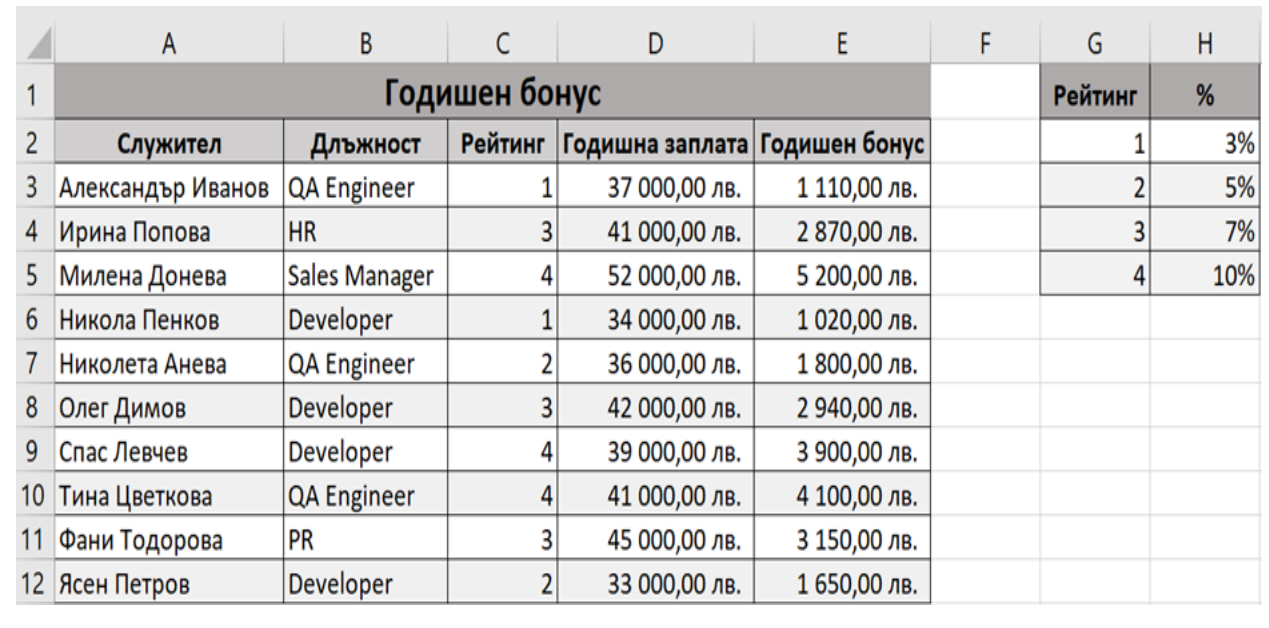 A B C D E F G H
1 Годишен бонус Рейтинг %
2 Служител Длъжност Рейтинг Годишна заплата Годишен бонус 1 3%
3 Александър Иванов QA Engineer 1 37 000,00 лв. 1 110,00 лв. 2 5%
4 Ирина Попова HR 3 41 000,00 лв. 2 870,00 лв. 3 7%
5 Милена Донева Sales Manager 4 52 000,00 лв. 5 200,00 лв. 4 10%
6 Никола Пенков Developer 1 34 000,00 лв. 1 020,00 лв.
7 Николета Анева QA Engineer 2 36 000,00 лв. 1 800,00 лв.
8 Олег Димов Developer 3 42 000,00 лв. 2 940,00 лв.
9 Спас Левчев Developer 4 39 000,00 лв. 3 900,00 лв.
10 Тина Цветкова QA Engineer 4 41 000,00 лв. 4 100,00 лв.
11 Фани Тодорова PR 3 45 000,00 лв. 3 150,00 лв.
12 Ясен Петров Developer 2 33 000,00 лв. 1 650,00 лв.